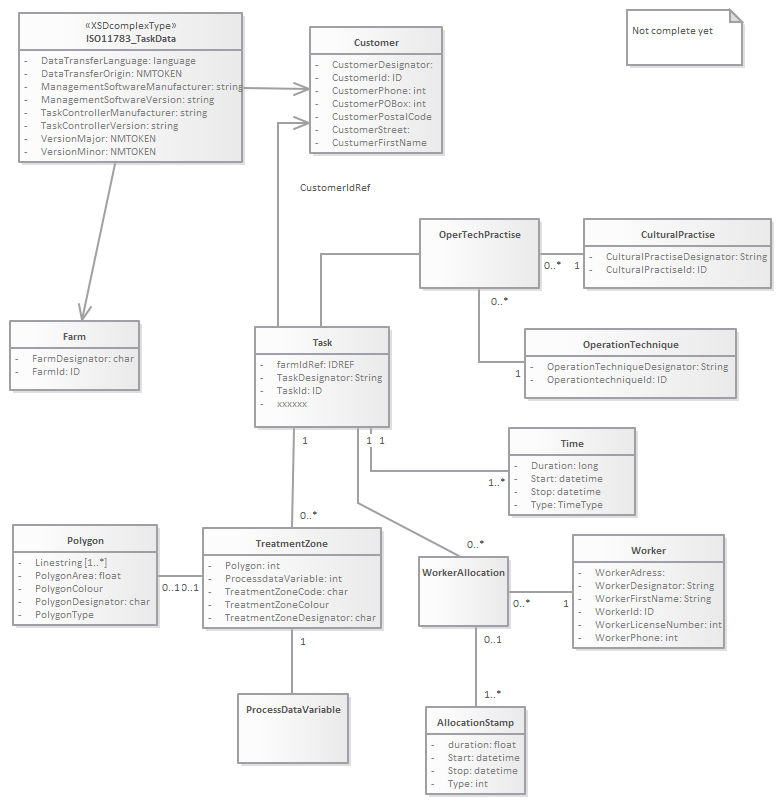 «XSDcomplexType»
ISO11783_TaskData
- DataTransferLanguage: language
- DataTransferOrigin: NMTOKEN
- ManagementSoftwareManufacturer: string
- ManagementSoftwareVersion: string
- TaskControllerManufacturer: string
- TaskControllerVersion: string
- VersionMajor: NMTOKEN
- VersionMinor: NMTOKEN
Customer
- CustomerDesignator:
- CustomerId: ID
- CustomerPhone: int
- CustomerPOBox: int
- CustomerPostalCode
- CustomerStreet:
- CustumerFirstName
Not complete yet
CustomerIdRef
OperTechPractise
0..* 1
CulturalPractise
- CulturalPractiseDesignator: String
- CulturalPractiseId: ID
0..*
1
OperationTechnique
- OperationTechniqueDesignator: String
- OperationtechniqueId: ID
Farm
- FarmDesignator: char
- FarmId: ID
Task
- farmIdRef: IDREF
- TaskDesignator: String
- TaskId: ID
- xxxxxx
1
1 1
1..*
Time
- Duration: long
- Start: datetime
- Stop: datetime
- Type: TimeType
0..*
0..*
Polygon
- Linestring [1..*]
- PolygonArea: float
- PolygonColour
- PolygonDesignator: char
- PolygonType
0..1 0..1
TreatmentZone
- Polygon: int
- ProcessdataVariable: int
- TreatmentZoneCode: char
- TreatmentZoneColour
- TreatmentZoneDesignator: char
1
WorkerAllocation
0..* 1
Worker
- WorkerAdress:
- WorkerDesignator: String
- WorkerFirstName: String
- WorkerId: ID
- WorkerLicenseNumber: int
- WorkerPhone: int
0..1
1..*
ProcessDataVariable
AllocationStamp
- duration: float
- Start: datetime
- Stop: datetime
- Type: int